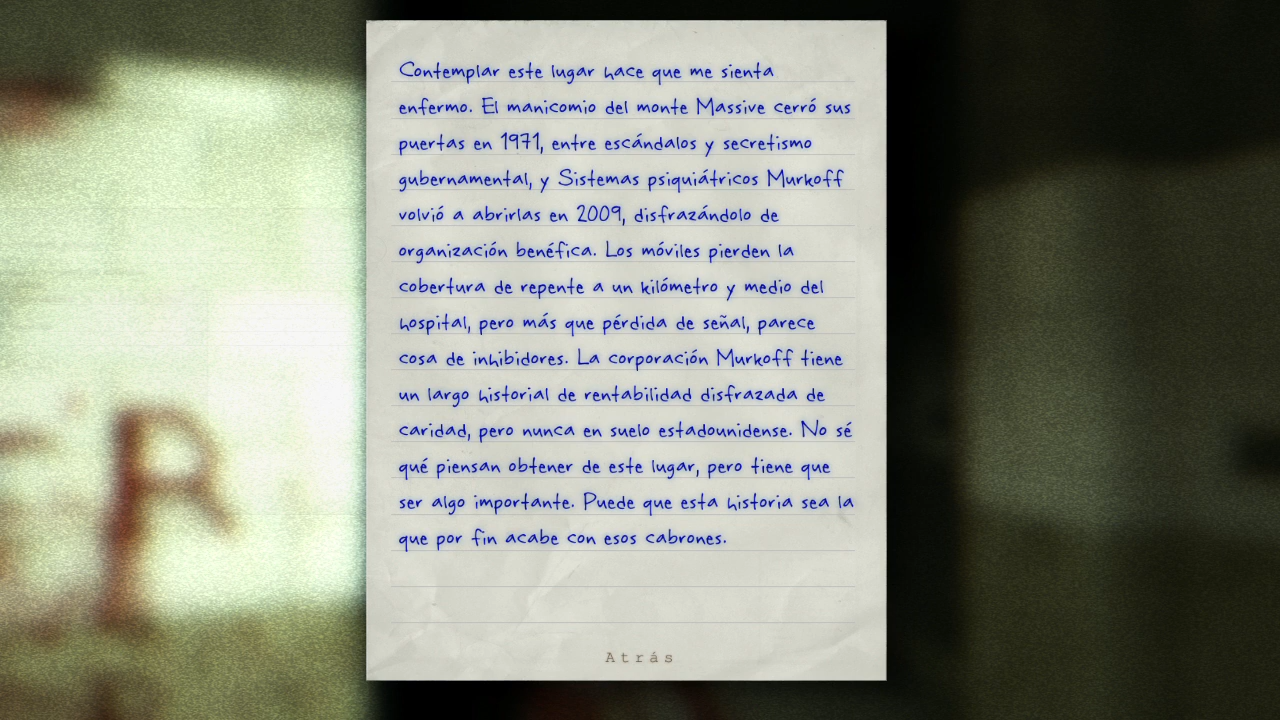 Contemplar este lugar hace que me sienta
enfermo. El manicomio del monte Massive cerró sus
puertas en 1971, entre escándalos y secretismo
gubernamental, y Sistemas psiquiátricos Murkoff
volvió a abrirlas en 2009, disfrazándolo de
organización benéfica. Los móviles pierden la
cobertura de repente a un kilómetro y medio del
hospital, pero más que pérdida de señal, parece
cosa de inhibidores. La corporación Murkoff tiene
un largo historial de rentabilidad disfrazada de
caridad, pero nunca en suelo estadounidense. No sé
qué piensan obtener de este lugar, pero tiene que
ser algo importante. Puede que esta historia sea la
que por fin acabe con esos cabrones.
Atrás
R